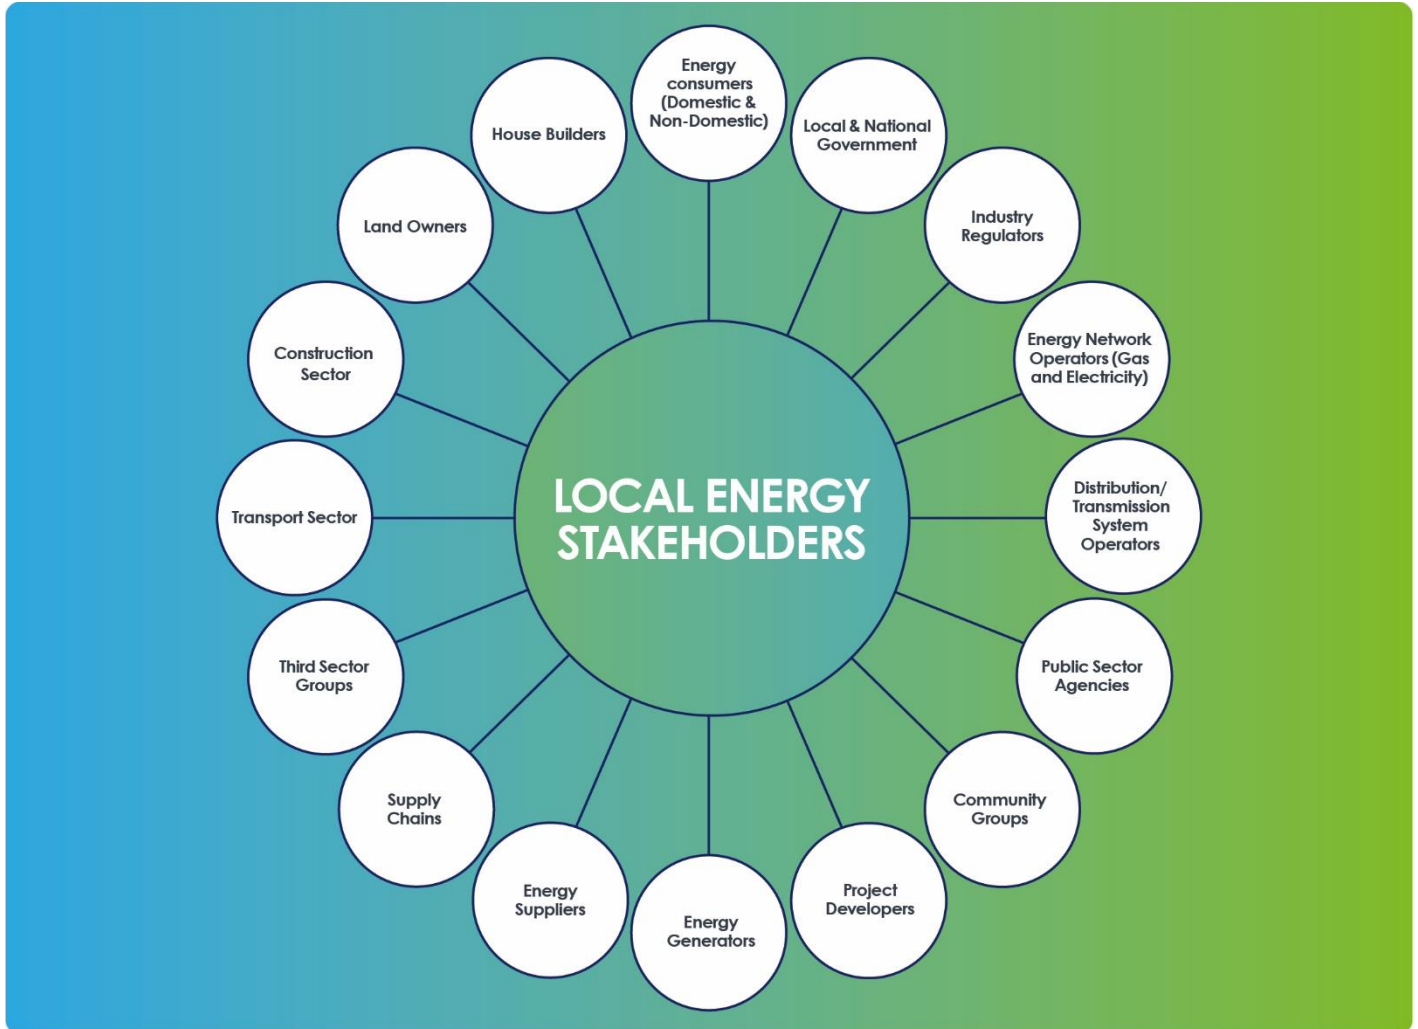 Energy
consumers
(Domestic &
Non-Domestic)
Local & National
Government
Industry
Regulators
Energy Network
Operators (Gas
and Electricity)
Distribution/
Transmission
System
Operators
Public Sector
Agencies
Community
Groups
Project
Developers
Energy
Generators
Energy
Suppliers
Supply
Chains
Third Sector
Groups
Transport Sector
Construction
Sector
Land Owners
House Builders
LOCAL ENERGY
STAKEHOLDERS